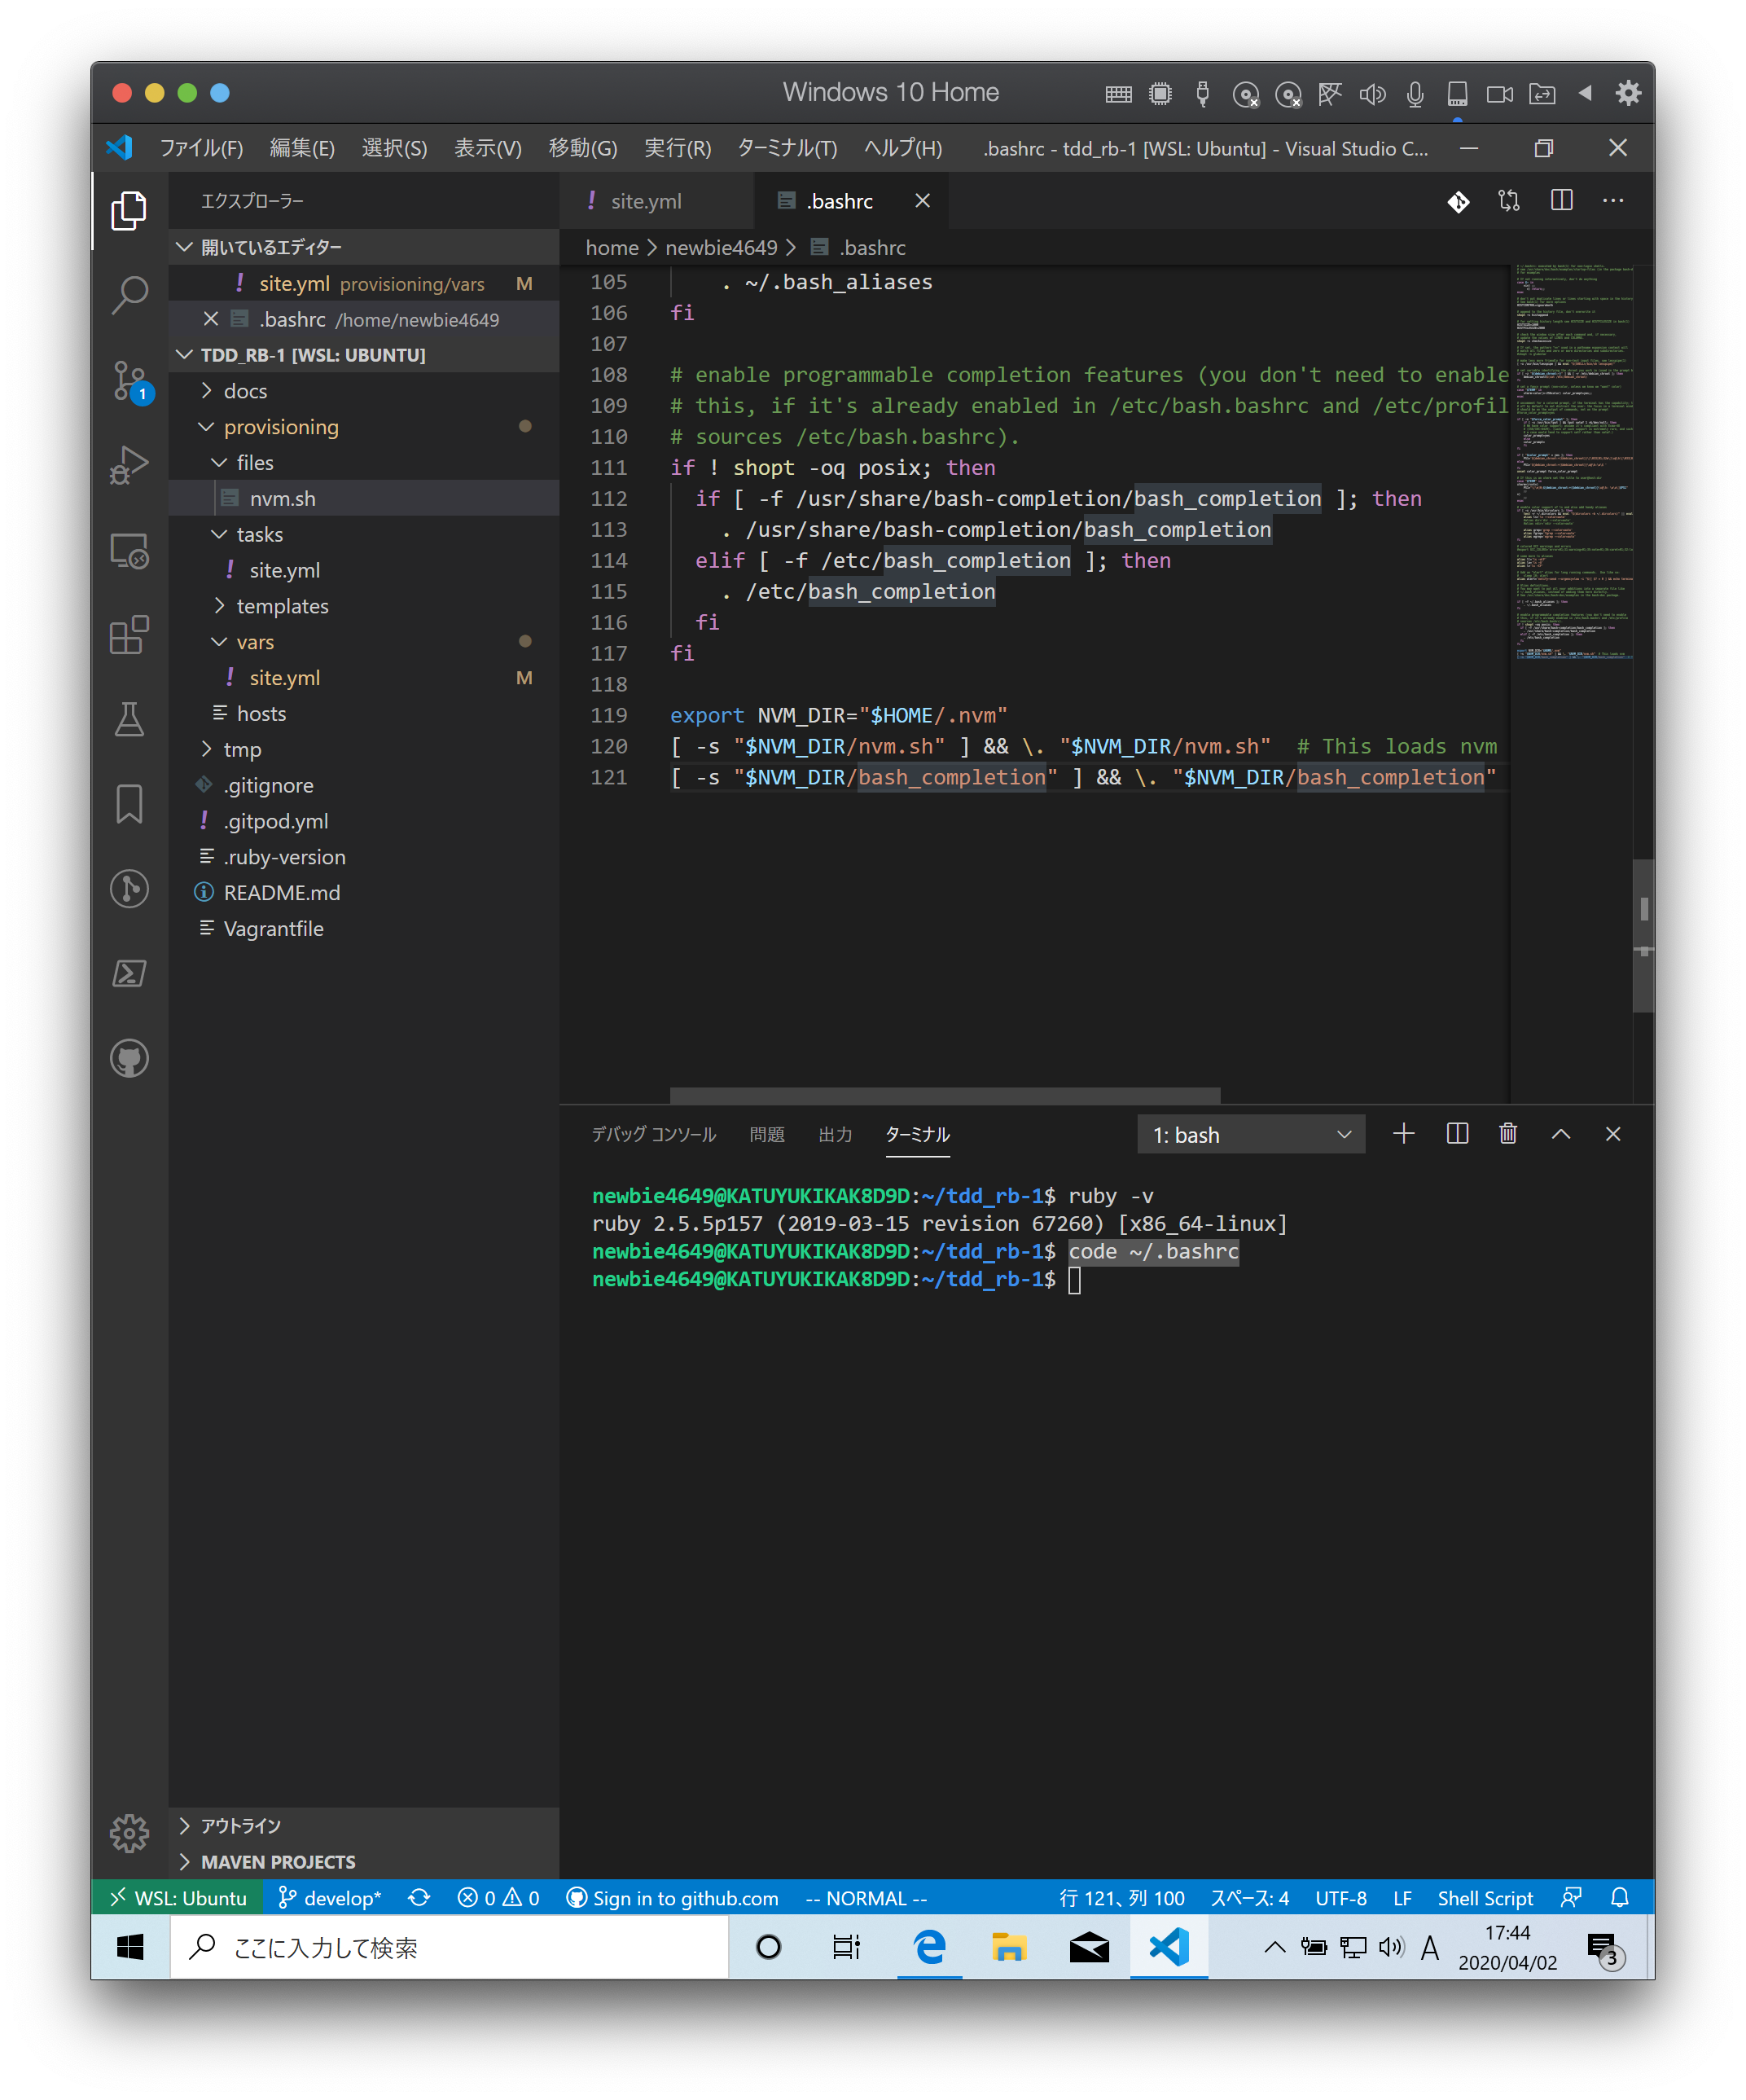 Windows 10 Home
ファイル(F) 編集(E) 選択(S) 表示(V) 移動(G) 実行(R) ターミナル(T) ヘルプ(H) .bashrc - tdd_rb-1 [WSL: Ubuntu] - Visual Studio C...
エクスプローラー
開いているエディター
! site.yml provisioning/vars M
.bashrc /home/newbie4649
TDD_RB-1 [WSL: UBUNTU]
docs
provisioning
files
nvm.sh
tasks
! site.yml
templates
vars
! site.yml M
hosts
tmp
.gitignore
! .gitpod.yml
.ruby-version
README.md
Vagrantfile
アウトライン
MAVEN PROJECTS
1
! site.yml .bashrc
home > newbie4649 > .bashrc
105 . ~/.bash_aliases
106 fi
107
108 # enable programmable completion features (you don't need to enable
109 # this, if it's already enabled in /etc/bash.bashrc and /etc/profil
110 # sources /etc/bash.bashrc).
111 if ! shopt -oq posix; then
112 if [ -f /usr/share/bash-completion/bash_completion ]; then
113 . /usr/share/bash-completion/bash_completion
114 elif [ -f /etc/bash_completion ]; then
115 . /etc/bash_completion
116 fi
117 fi
118
119 export NVM_DIR="$HOME/.nvm"
120 [ -s "$NVM_DIR/nvm.sh" ] && \. "$NVM_DIR/nvm.sh"  # This loads nvm
121 [ -s "$NVM_DIR/bash_completion" ] && \. "$NVM_DIR/bash_completion"
デバッグ コンソール 問題 出力 ターミナル 1: bash
newbie4649@KATUYUKIKAK8D9D:~/tdd_rb-1$ ruby -v
ruby 2.5.5p157 (2019-03-15 revision 67260) [x86_64-linux]
newbie4649@KATUYUKIKAK8D9D:~/tdd_rb-1$ code ~/.bashrc
newbie4649@KATUYUKIKAK8D9D:~/tdd_rb-1$
WSL: Ubuntu develop* 0 0 Sign in to github.com -- NORMAL -- 行 121、列 100 スペース: 4 UTF-8 LF Shell Script
ここに入力して検索 A 17:44
2020/04/02 3